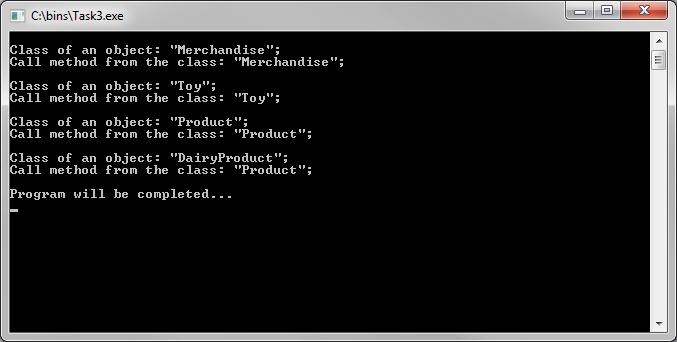 C:\bins\Task3.exe
Class of an object: "Merchandise";
Call method from the class: "Merchandise";
Class of an object: "Toy";
Call method from the class: "Toy";
Class of an object: "Product";
Call method from the class: "Product";
Class of an object: "DairyProduct";
Call method from the class: "Product";
Program will be completed...